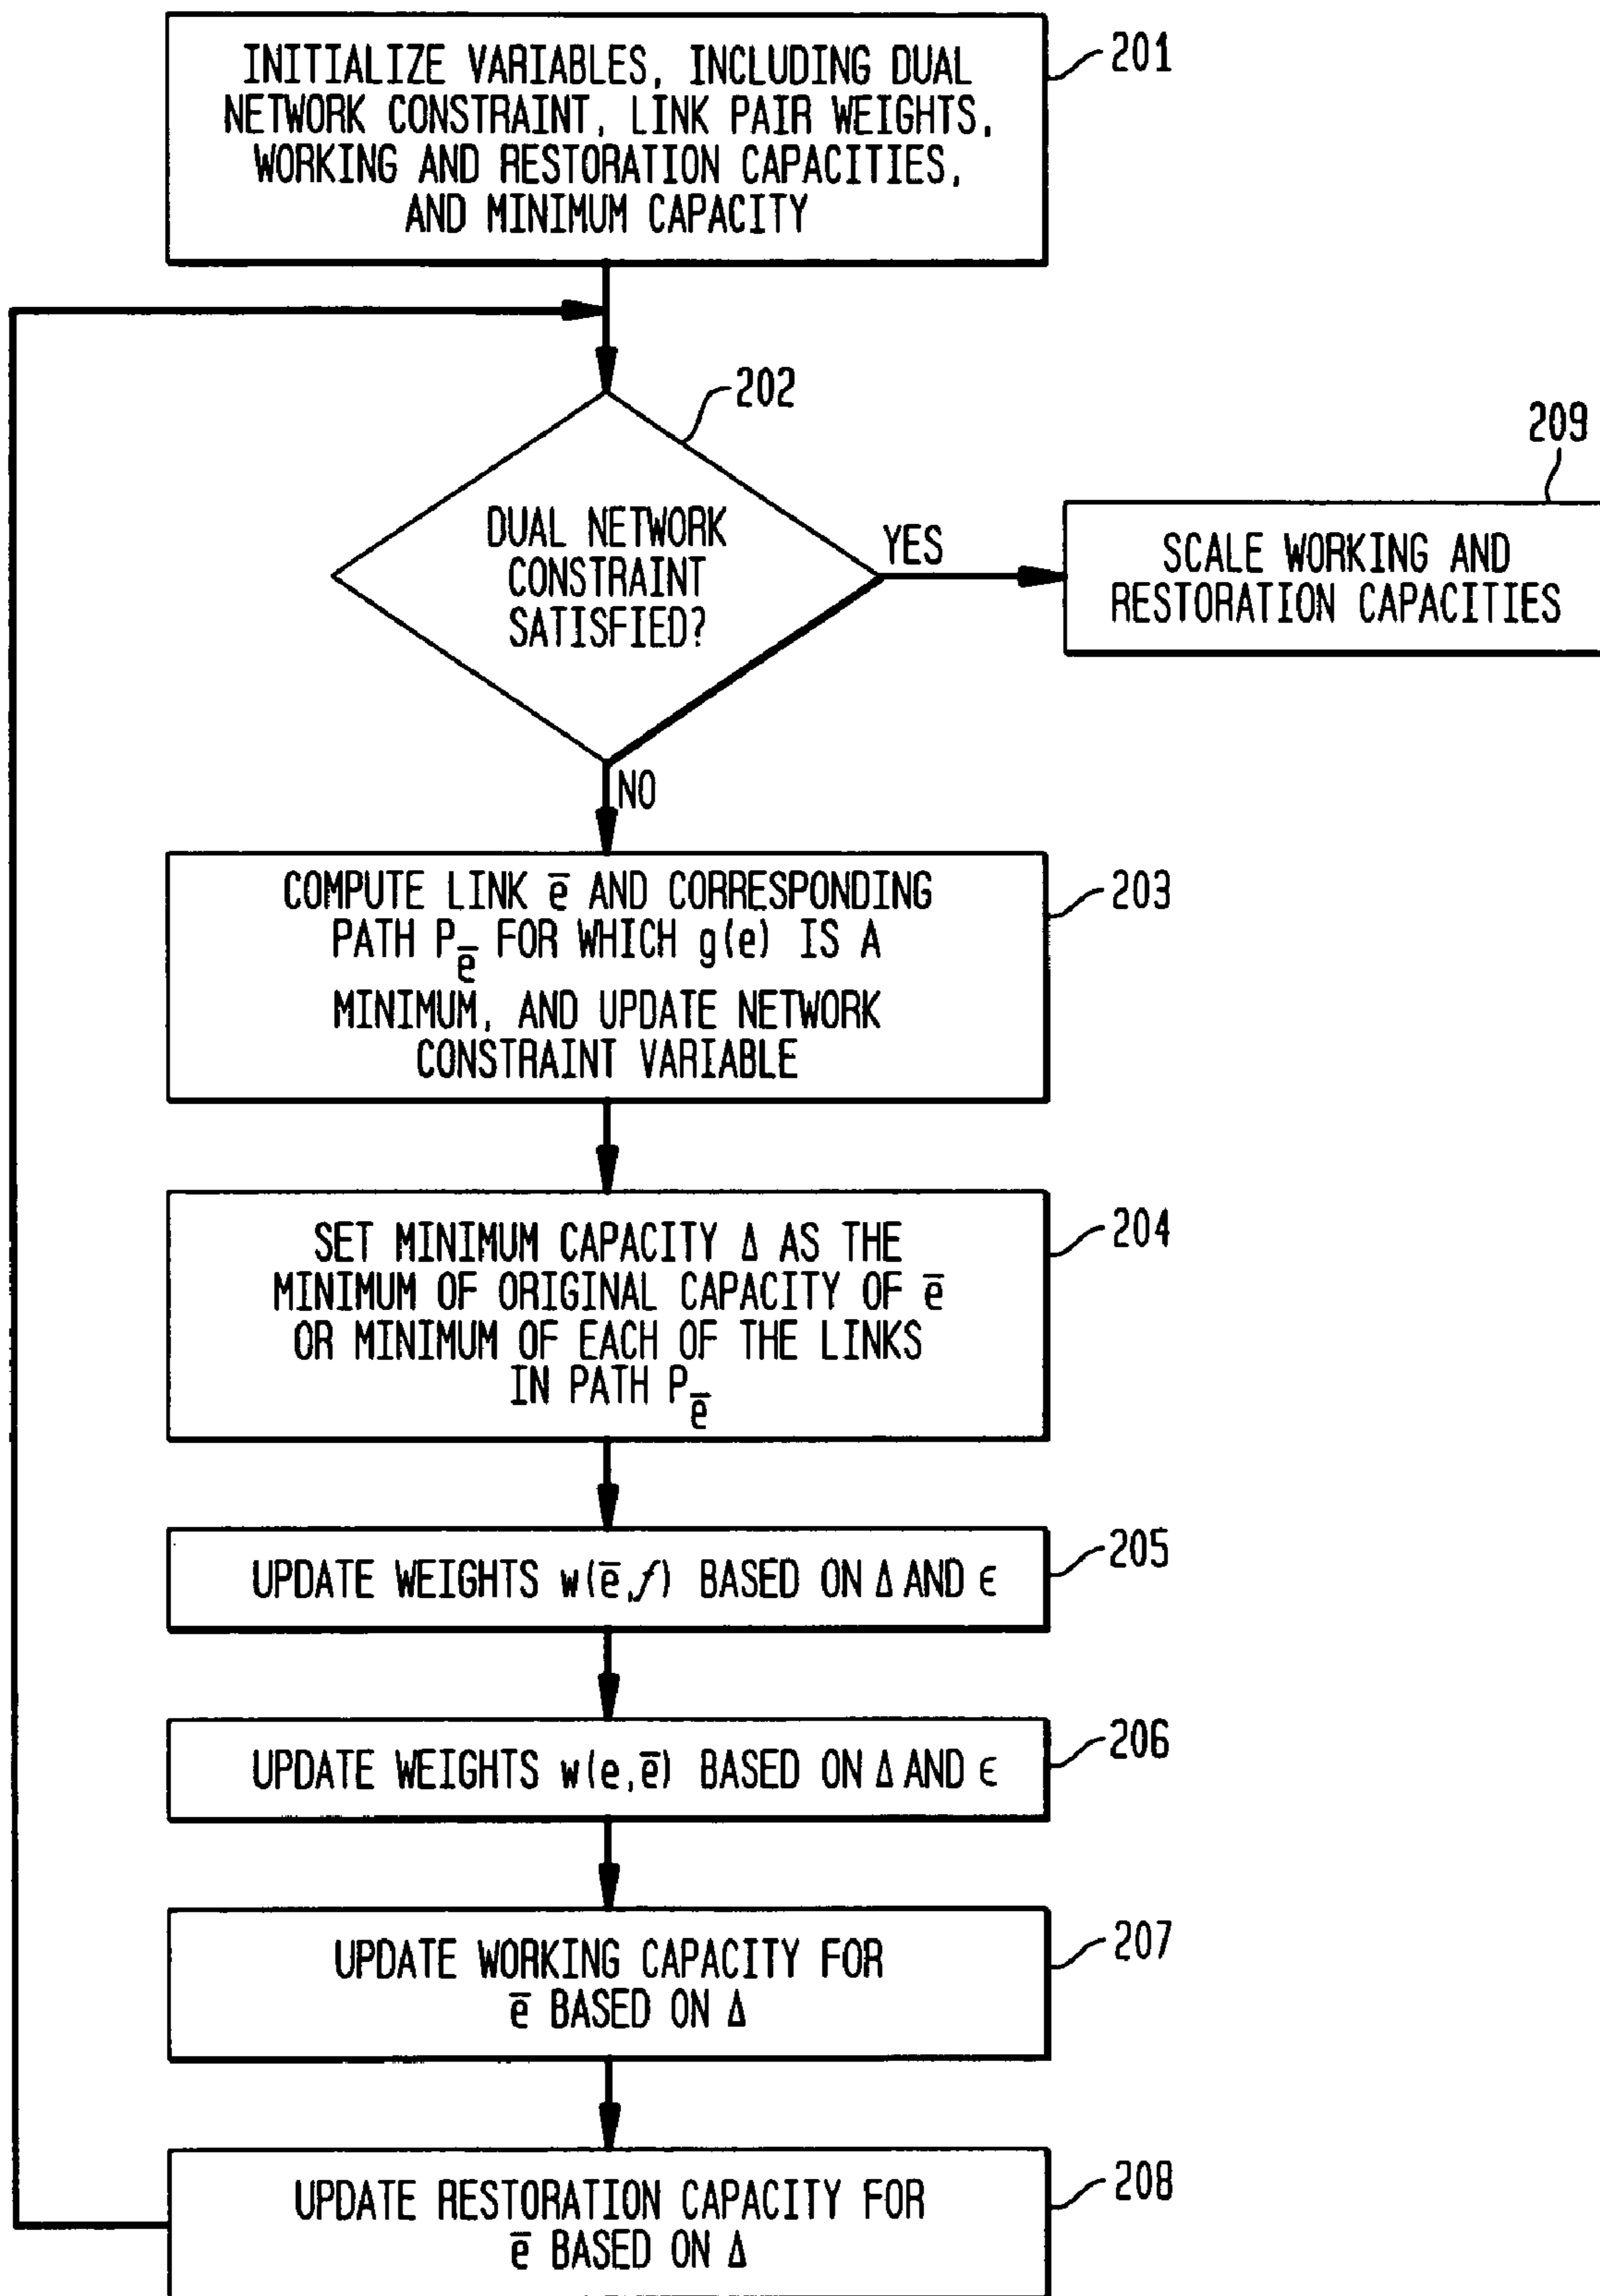 INITIALIZE VARIABLES, INCLUDING DUAL
NETWORK CONSTRAINT, LINK PAIR WEIGHTS,
WORKING AND RESTORATION CAPACITIES,
AND MINIMUM CAPACITY
201
202
DUAL NETWORK
CONSTRAINT
SATISFIED?
YES
209
SCALE WORKING AND
RESTORATION CAPACITIES
NO
COMPUTE LINK e̅ AND CORRESPONDING
PATH P_e̅ FOR WHICH g(e) IS A
MINIMUM, AND UPDATE NETWORK
CONSTRAINT VARIABLE
203
SET MINIMUM CAPACITY Δ AS THE
MINIMUM OF ORIGINAL CAPACITY OF e̅
OR MINIMUM OF EACH OF THE LINKS
IN PATH P_e̅
204
UPDATE WEIGHTS w(e̅,f) BASED ON Δ AND ϵ
205
UPDATE WEIGHTS w(e,e̅) BASED ON Δ AND ϵ
206
UPDATE WORKING CAPACITY FOR
e̅ BASED ON Δ
207
UPDATE RESTORATION CAPACITY FOR
e̅ BASED ON Δ
208